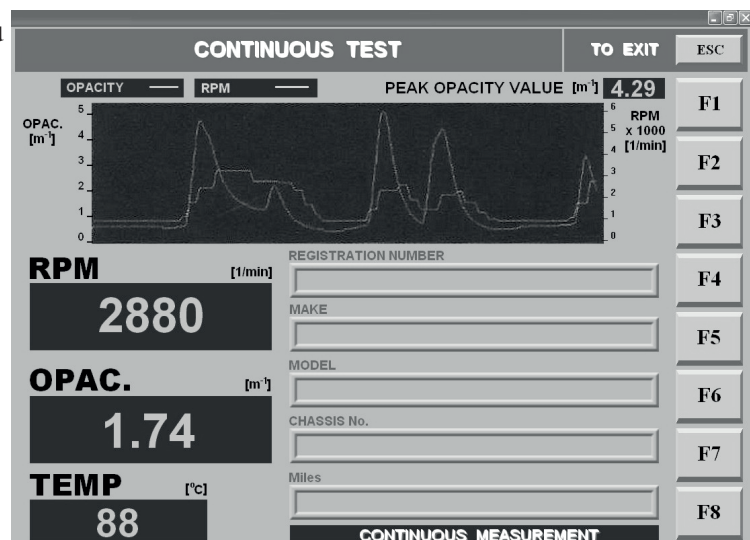 CONTINUOUS TEST
TO EXIT
ESC
OPACITY
RPM
PEAK OPACITY VALUE [m⁻¹] 4.29
F1
F2
F3
F4
F5
F6
F7
F8
OPAC.
[m⁻¹]
5
4
3
2
1
0
6
5
4
3
2
1
0
RPM
x 1000
[1/min]
RPM [1/min]
2880
OPAC. [m⁻¹]
1.74
TEMP [°C]
88
REGISTRATION NUMBER
MAKE
MODEL
CHASSIS No.
Miles
CONTINUOUS MEASUREMENT